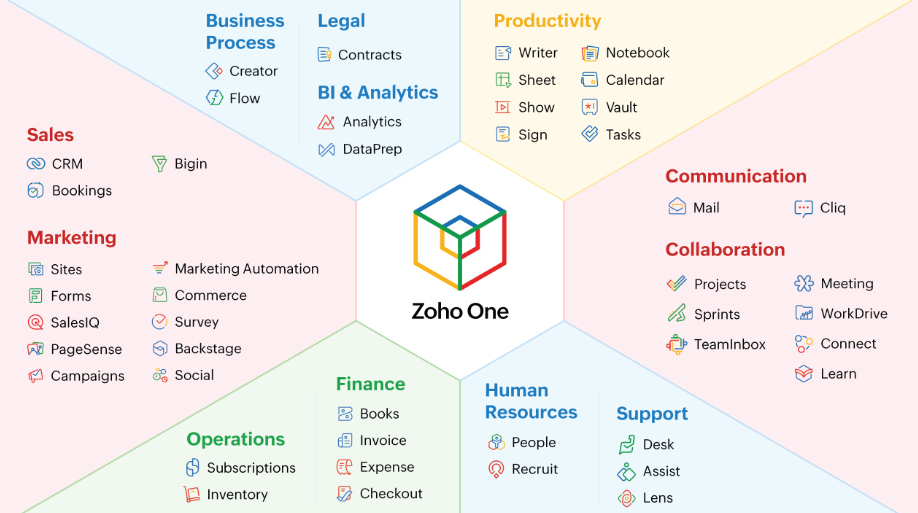 Business
Process
Creator
Flow
Legal
Contracts
BI & Analytics
Analytics
DataPrep
Productivity
Writer
Notebook
Sheet
Calendar
Show
Vault
Sign
Tasks
Sales
CRM
Bigin
Bookings
Marketing
Sites
Marketing Automation
Forms
Commerce
SalesIQ
Survey
PageSense
Backstage
Campaigns
Social
Zoho One
Communication
Mail
Cliq
Collaboration
Projects
Meeting
Sprints
WorkDrive
TeamInbox
Connect
Learn
Operations
Subscriptions
Inventory
Finance
Books
Invoice
Expense
Checkout
Human
Resources
People
Recruit
Support
Desk
Assist
Lens